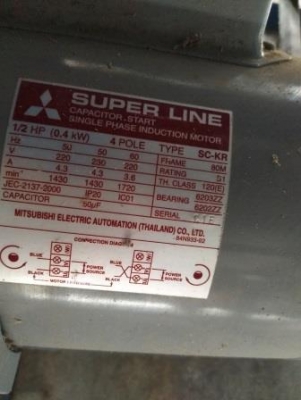 SUPER LINE
CAPACITOR.START
SINGLE PHASE INDUCTION MOTOR
1/2 HP (0.4 kW) 4 POLE TYPE SC-KR
Hz 50 50 60 FRAME 80M
V 220 230 220 RATING S1
A 4.3 4.3 3.6 TH. CLASS 120(E)
min⁻¹ 1430 1430 1720 BEARING 6203ZZ
JEC-2137-2000 IP20 IC01 6202ZZ
CAPACITOR 50µF SERIAL
MITSUBISHI ELECTRIC AUTOMATION (THAILAND) CO., LTD.
CONNECTION DIAGRAM
BLUE BLUE
POWER SOURCE POWER SOURCE
BLACK BLACK
MOTOR